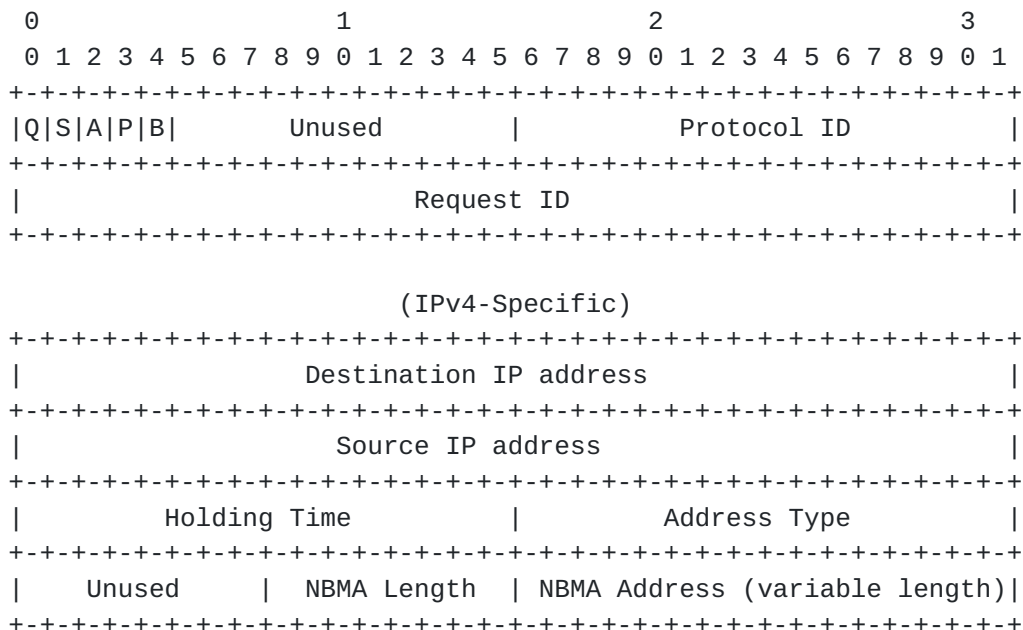 0                   1                   2                   3
 0 1 2 3 4 5 6 7 8 9 0 1 2 3 4 5 6 7 8 9 0 1 2 3 4 5 6 7 8 9 0 1
+-+-+-+-+-+-+-+-+-+-+-+-+-+-+-+-+-+-+-+-+-+-+-+-+-+-+-+-+-+-+-+-+
|Q|S|A|P|B|       Unused        |          Protocol ID          |
+-+-+-+-+-+-+-+-+-+-+-+-+-+-+-+-+-+-+-+-+-+-+-+-+-+-+-+-+-+-+-+-+
|                         Request ID                            |
+-+-+-+-+-+-+-+-+-+-+-+-+-+-+-+-+-+-+-+-+-+-+-+-+-+-+-+-+-+-+-+-+
                         (IPv4-Specific)
+-+-+-+-+-+-+-+-+-+-+-+-+-+-+-+-+-+-+-+-+-+-+-+-+-+-+-+-+-+-+-+-+
|                  Destination IP address                       |
+-+-+-+-+-+-+-+-+-+-+-+-+-+-+-+-+-+-+-+-+-+-+-+-+-+-+-+-+-+-+-+-+
|                    Source IP address                          |
+-+-+-+-+-+-+-+-+-+-+-+-+-+-+-+-+-+-+-+-+-+-+-+-+-+-+-+-+-+-+-+-+
|         Holding Time          |         Address Type          |
+-+-+-+-+-+-+-+-+-+-+-+-+-+-+-+-+-+-+-+-+-+-+-+-+-+-+-+-+-+-+-+-+
|    Unused     |  NBMA Length  | NBMA Address (variable length)|
+-+-+-+-+-+-+-+-+-+-+-+-+-+-+-+-+-+-+-+-+-+-+-+-+-+-+-+-+-+-+-+-+